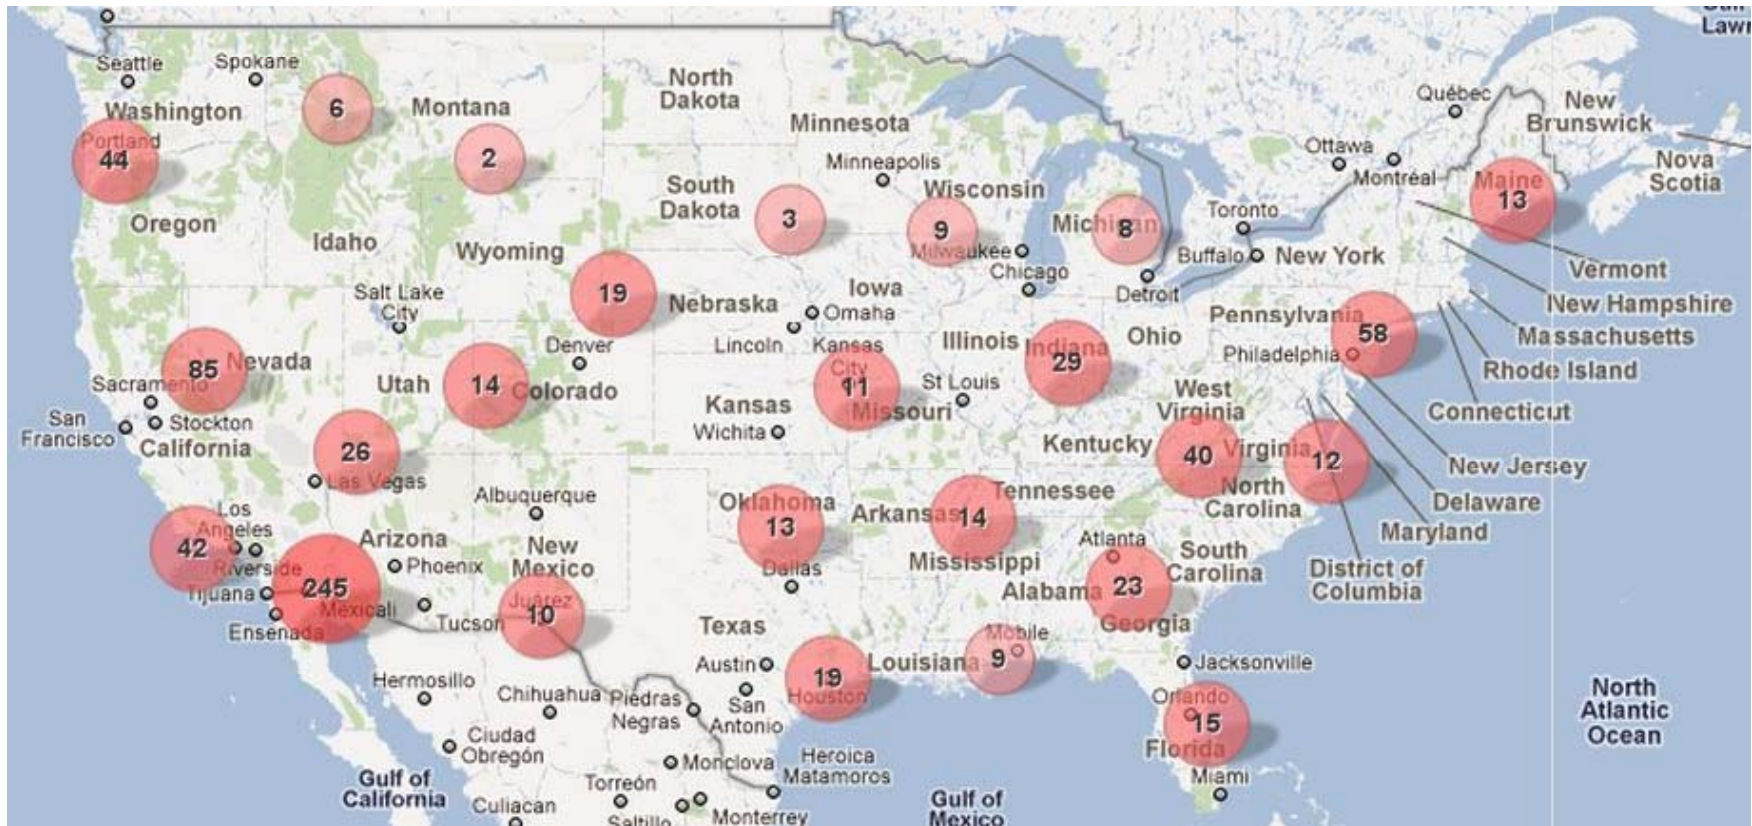 Gulf
Lawr
Seattle
Spokane
North
Dakota
Québec
New
Brunswick
Washington
6
Montana
Minnesota
Portland
44
2
Minneapolis
Ottawa
Montréal
Nova
Scotia
South
Dakota
Wisconsin
Maine
13
Oregon
Idaho
Wyoming
3
9
Milwaukee
Michigan
8
Toronto
Buffalo
New York
Vermont
Salt Lake
City
19
Nebraska
Iowa
Omaha
Chicago
Detroit
New Hampshire
Pennsylvania
58
Massachusetts
Lincoln
Kansas
City
Illinois
Indiana
29
Ohio
Philadelphia
Rhode Island
85
Nevada
Denver
Utah
14
Colorado
11
St Louis
Missouri
West
Virginia
Connecticut
Sacramento
San
Francisco
Stockton
California
Kansas
Wichita
Kentucky
40
Virginia
12
New Jersey
26
Las Vegas
Albuquerque
Oklahoma
13
Arkansas
14
Tennessee
North
Carolina
Delaware
Maryland
Los
Angeles
42
Riverside
Arizona
Phoenix
New
Mexico
Dallas
Mississippi
Atlanta
South
Carolina
District of
Columbia
Tijuana
245
Mexicali
Ensenada
Tucson
Juárez
10
Alabama
23
Georgia
Texas
Austin
San
Antonio
19
Houston
Louisiana
Mobile
9
Jacksonville
Hermosillo
Chihuahua
Piedras
Negras
Orlando
15
Florida
Miami
North
Atlantic
Ocean
Ciudad
Obregón
Monclova
Heroica
Matamoros
Gulf of
California
Torreón
Culiacan
Saltillo
Monterrey
Gulf of
Mexico